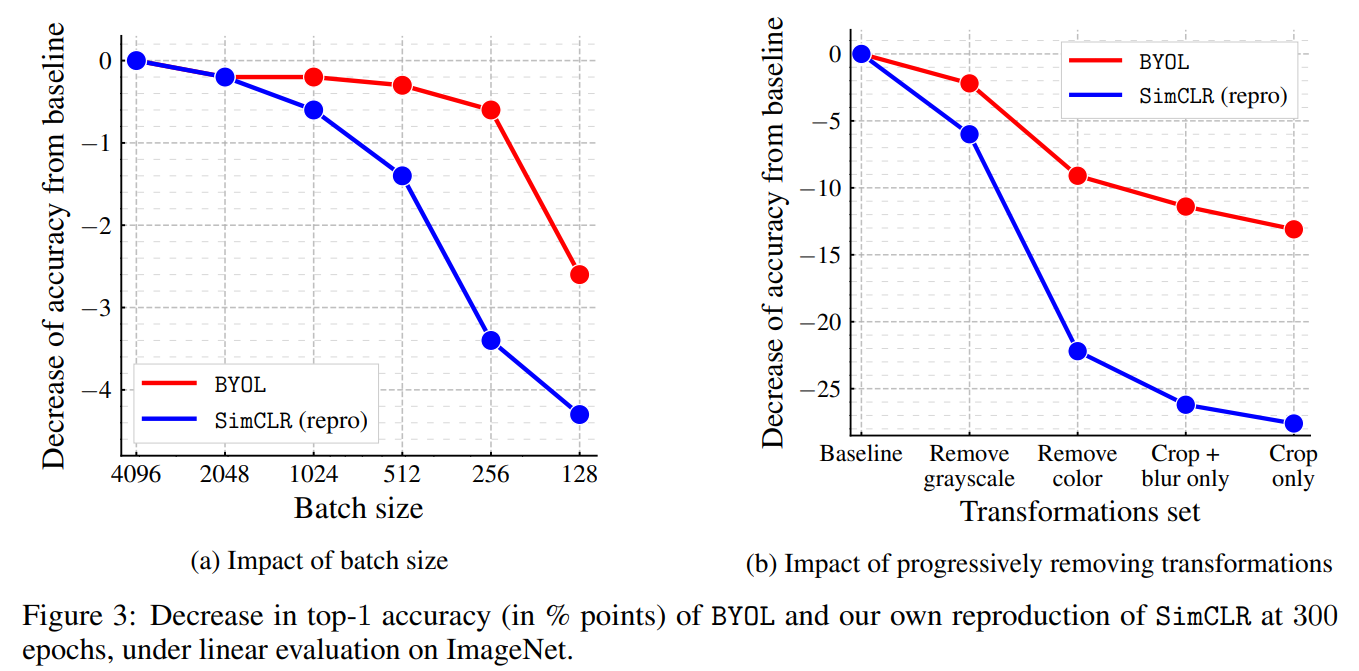 Decrease of accuracy from baseline
0
−1
−2
−3
−4
BYOL
SimCLR (repro)
4096 2048 1024 512 256 128
Batch size
(a) Impact of batch size
Decrease of accuracy from baseline
0
−5
−10
−15
−20
−25
BYOL
SimCLR (repro)
Baseline Remove Remove Crop + Crop
grayscale color blur only only
Transformations set
(b) Impact of progressively removing transformations
Figure 3: Decrease in top-1 accuracy (in % points) of BYOL and our own reproduction of SimCLR at 300
epochs, under linear evaluation on ImageNet.